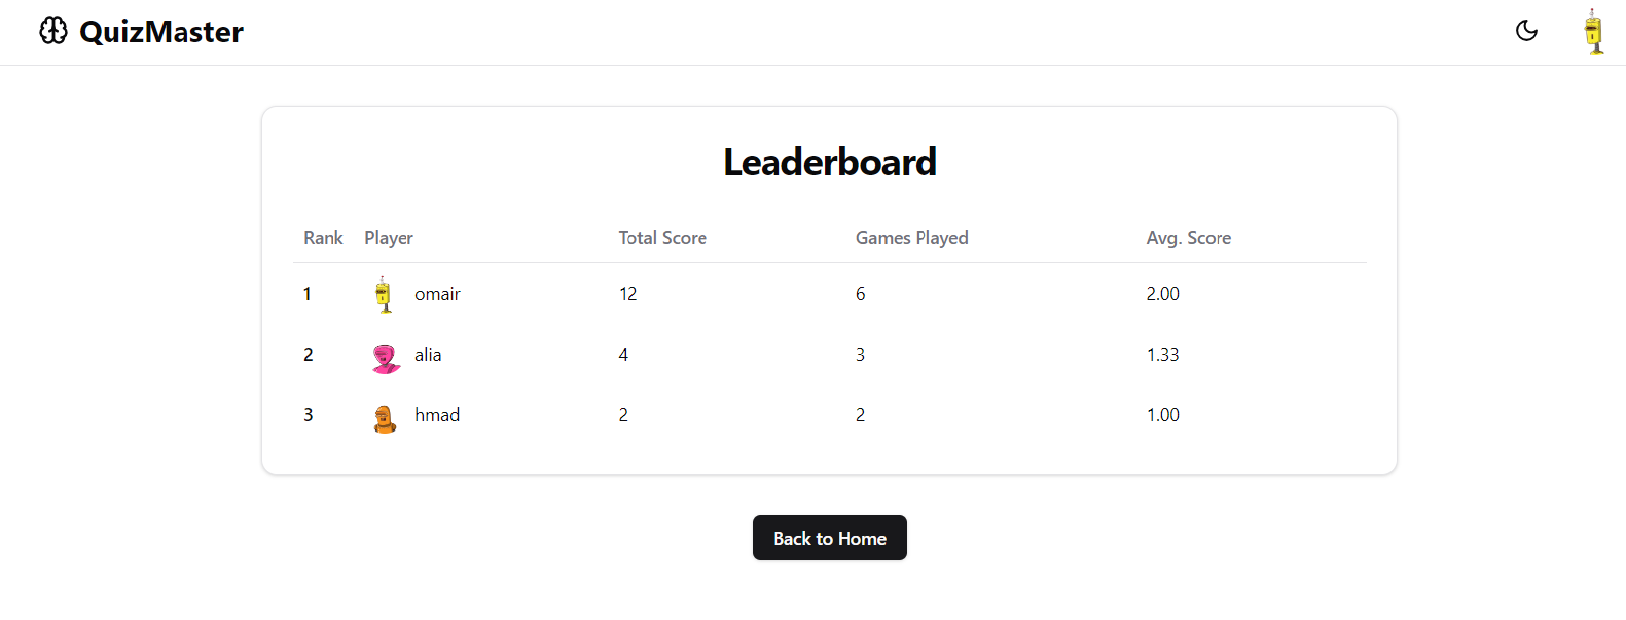 QuizMaster
Leaderboard
Rank Player Total Score Games Played Avg. Score
1 omair 12 6 2.00
2 alia 4 3 1.33
3 hmad 2 2 1.00
Back to Home